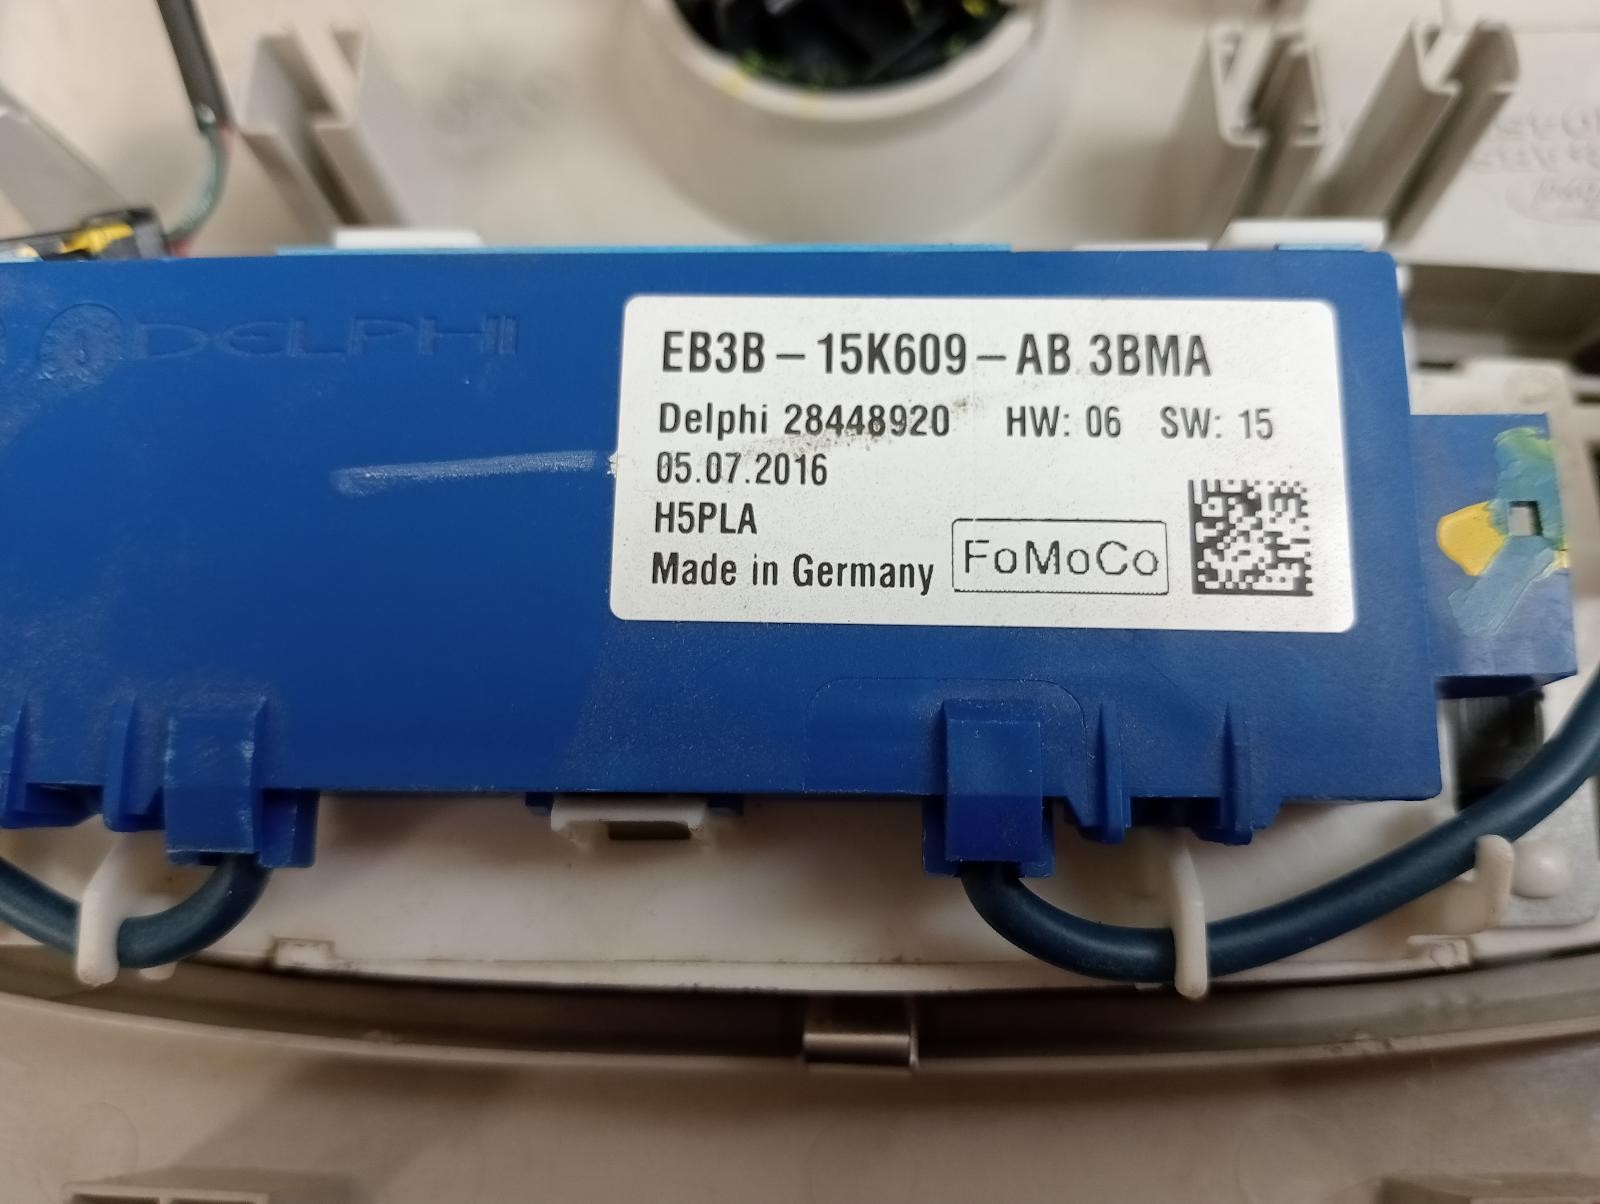 DELPHI
EB3B-15K609-AB 3BMA
Delphi 28448920 HW: 06 SW: 15
05.07.2016
H5PLA
Made in Germany FoMoCo